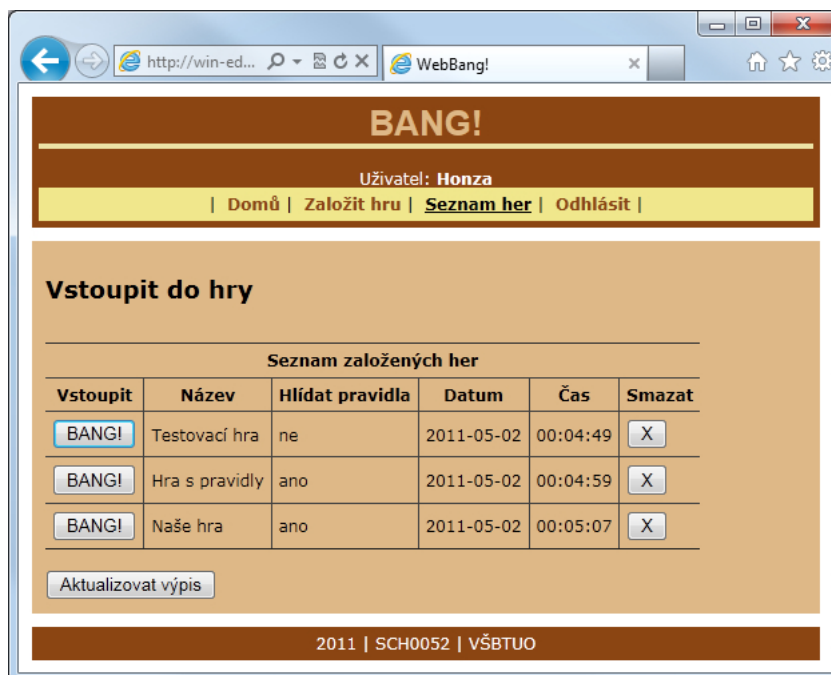 http://win-ed...
WebBang!
BANG!
Uživatel: Honza
| Domů | Založit hru | Seznam her | Odhlásit |
Vstoupit do hry
Seznam založených her
Vstoupit Název Hlídat pravidla Datum Čas Smazat
BANG! Testovací hra ne 2011-05-02 00:04:49 X
BANG! Hra s pravidly ano 2011-05-02 00:04:59 X
BANG! Naše hra ano 2011-05-02 00:05:07 X
Aktualizovat výpis
2011 | SCH0052 | VŠBTUO